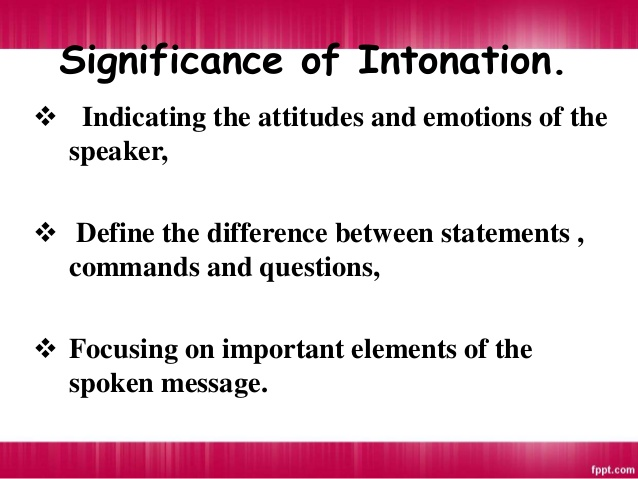 Significance of Intonation.
❖ Indicating the attitudes and emotions of the
speaker,
❖ Define the difference between statements ,
commands and questions,
❖ Focusing on important elements of the
spoken message.
fppt.com